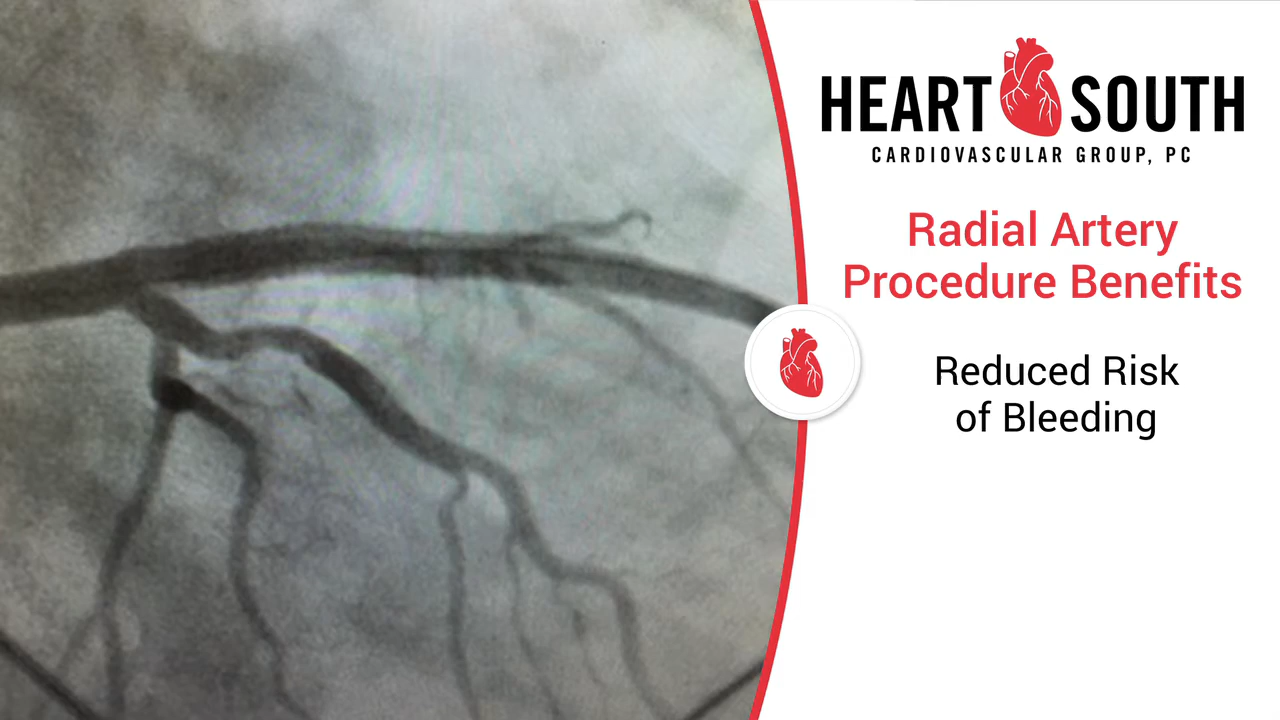 HEART SOUTH
CARDIOVASCULAR GROUP, PC
Radial Artery
Procedure Benefits
Reduced Risk
of Bleeding